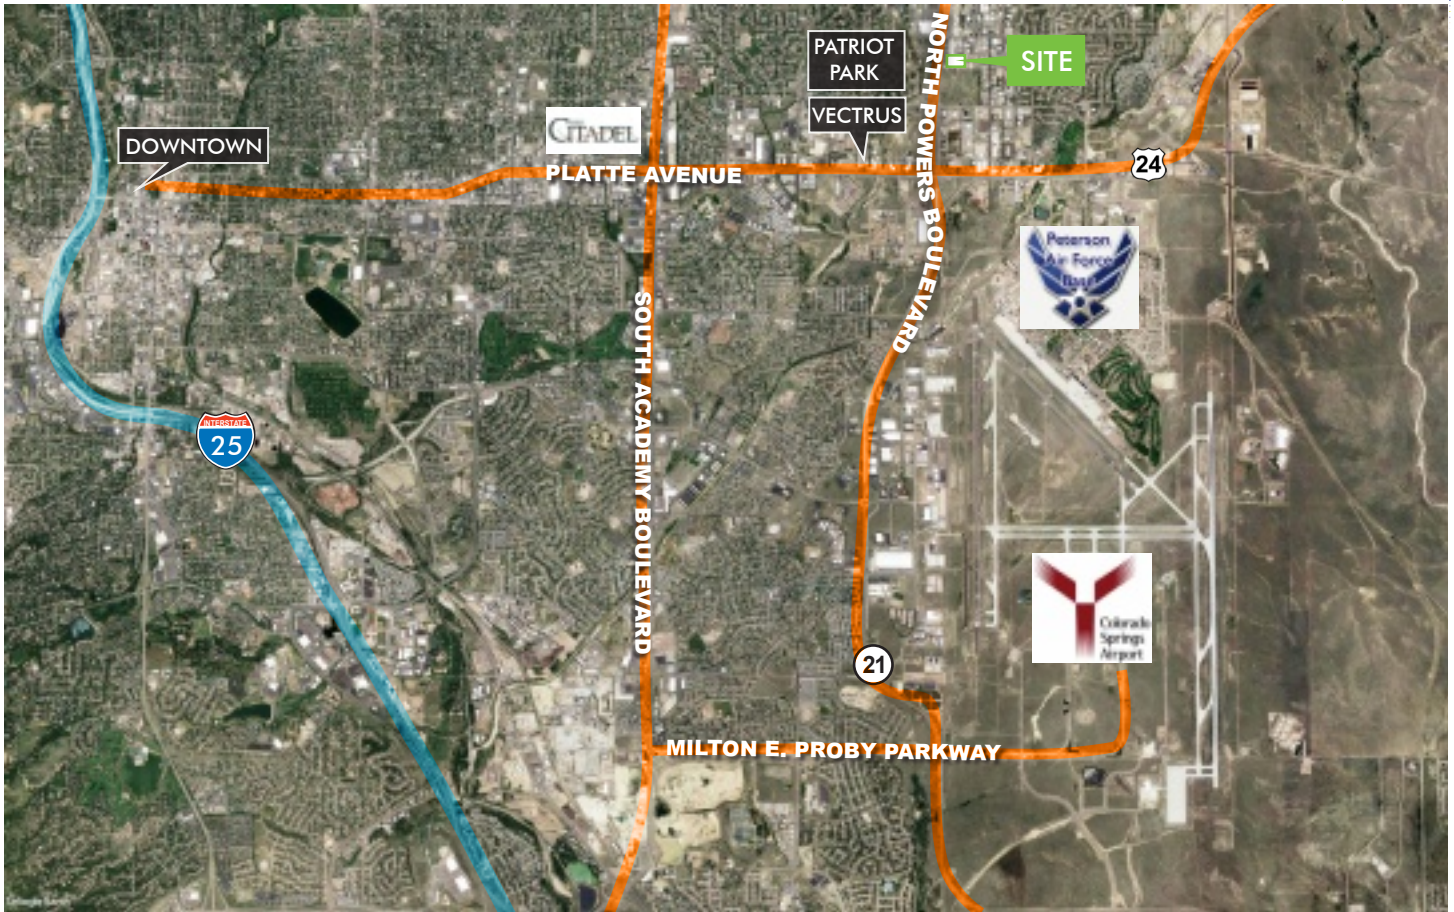 PATRIOT
PARK
SITE
VECTRUS
NORTH POWERS BOULEVARD
CITADEL
DOWNTOWN
PLATTE AVENUE
24
Peterson
Air Force
Base
SOUTH ACADEMY BOULEVARD
INTERSTATE
25
Colorado
Springs
Airport
21
MILTON E. PROBY PARKWAY